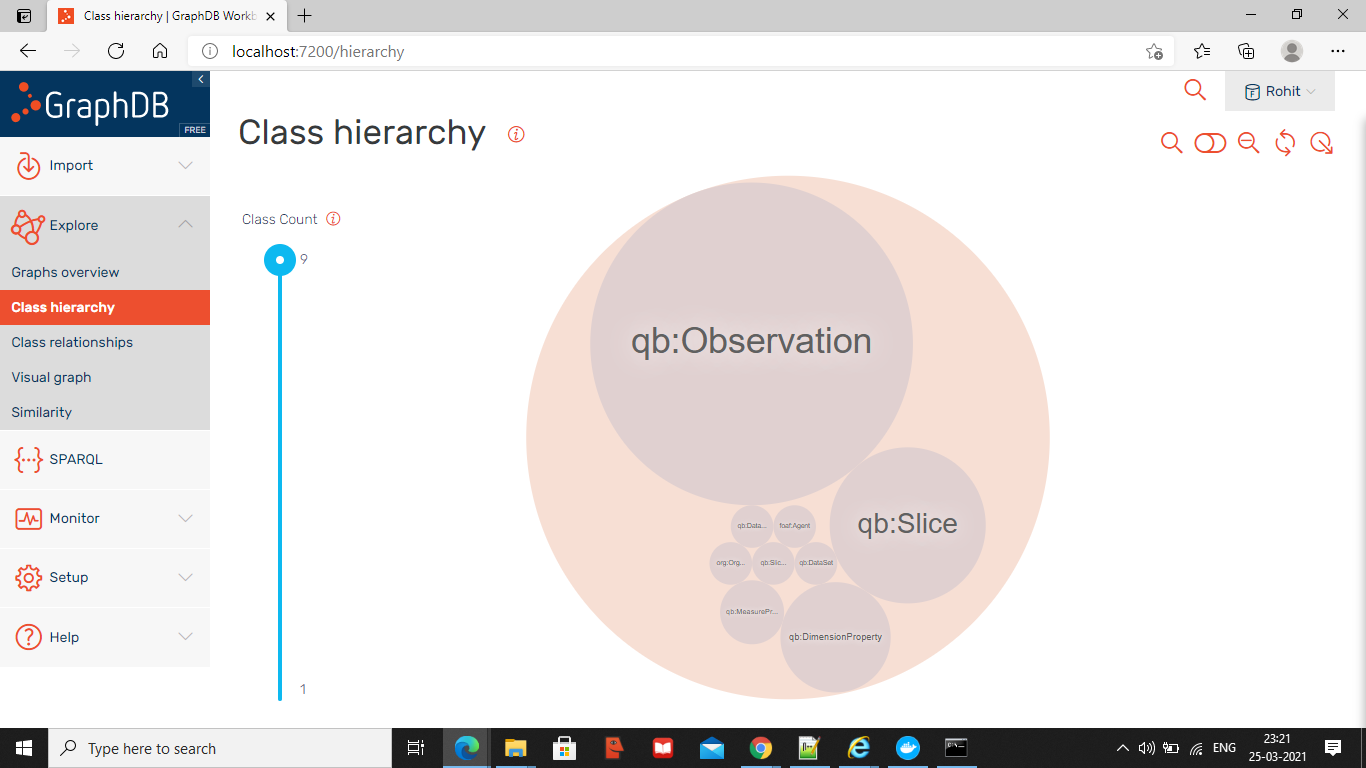 Class hierarchy | GraphDB Workb
localhost:7200/hierarchy
GraphDB
FREE
Rohit
Import
Explore
Graphs overview
Class hierarchy
Class relationships
Visual graph
Similarity
SPARQL
Monitor
Setup
Help
Class hierarchy
Class Count
9
1
qb:Observation
qb:Slice
qb:Data...
foaf:Agent
org:Org...
qb:Slic...
qb:DataSet
qb:MeasurePr...
qb:DimensionProperty
Type here to search
ENG
23:21
25-03-2021